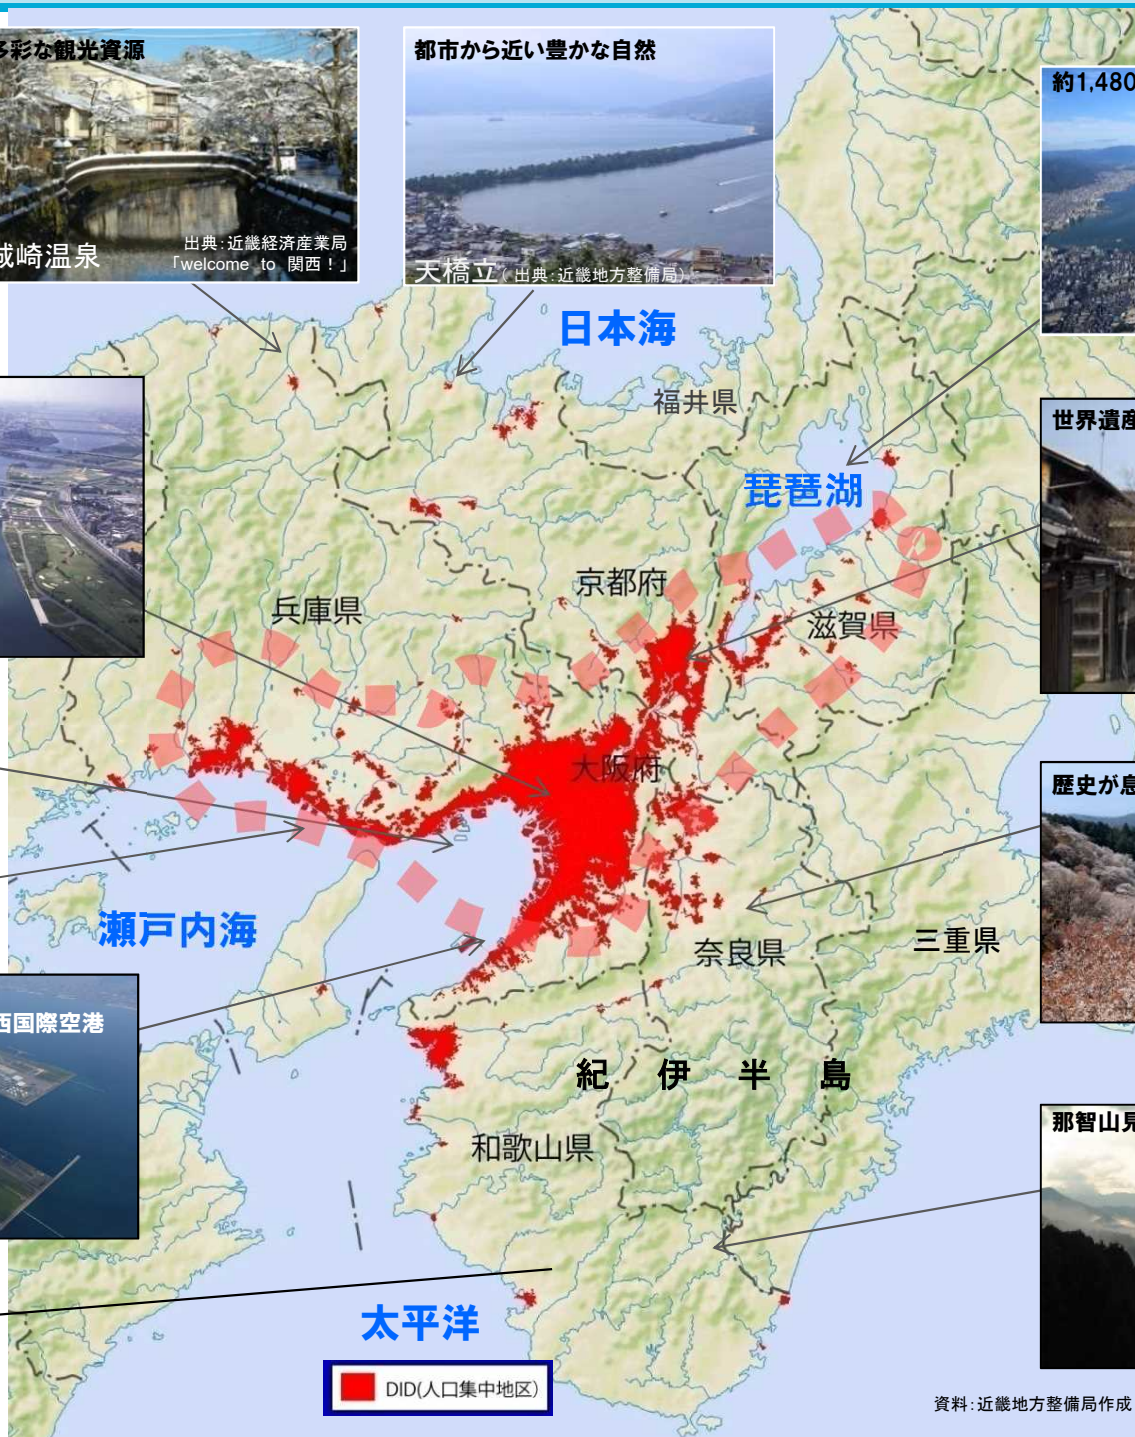 多彩な観光資源
城崎温泉
出典：近畿経済産業局
「welcome to 関西！」
都市から近い豊かな自然
天橋立（出典：近畿地方整備局）
約1,480
日本海
福井県
世界遺産
琵琶湖
京都府
兵庫県
滋賀県
大阪府
歴史が息
瀬戸内海
奈良県
三重県
西国際空港
紀伊半島
那智山見
和歌山県
太平洋
DID(人口集中地区)
資料：近畿地方整備局作成